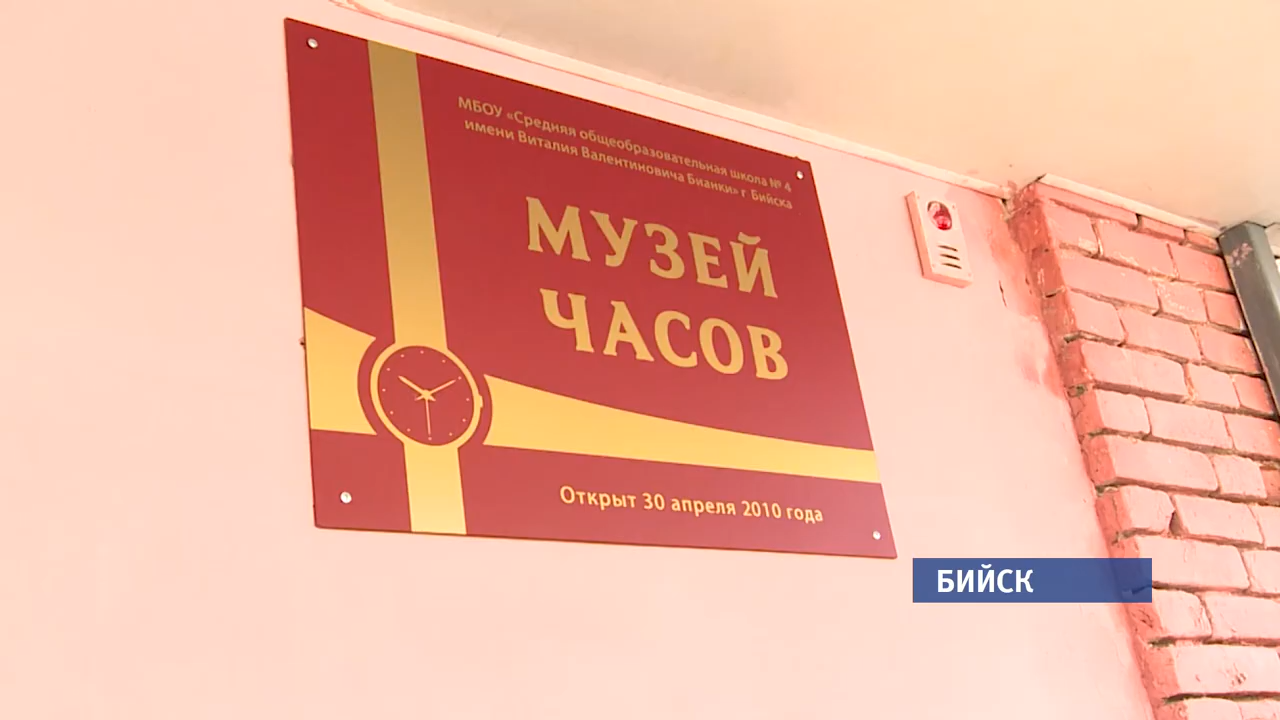 МБОУ «Средняя общеобразовательная школа № 4
имени Виталия Валентиновича Бианки» г Бийска
МУЗЕЙ
ЧАСОВ
Открыт 30 апреля 2010 года
БИЙСК